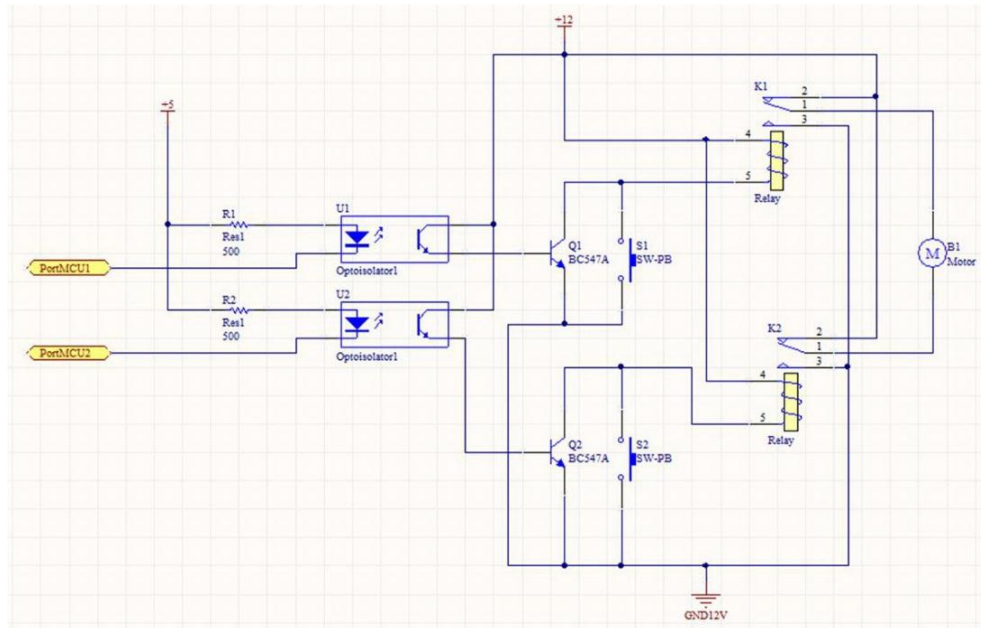 +12
+5
K1
2
1
3
4
5
Relay
R1
Res1
500
U1
Optoisolator1
PortMCU1
Q1
BC547A
S1
SW-PB
M
B1
Motor
R2
Res1
500
U2
Optoisolator1
PortMCU2
K2
2
1
3
4
5
Relay
Q2
BC547A
S2
SW-PB
GND12V